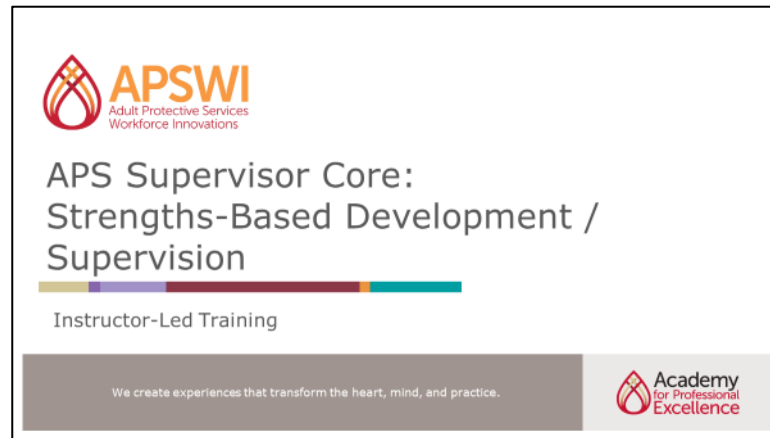 APSWI
Adult Protective Services
Workforce Innovations
APS Supervisor Core:
Strengths-Based Development /
Supervision
Instructor-Led Training
We create experiences that transform the heart, mind, and practice.
Academy
for Professional
Excellence